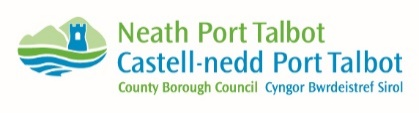 Neath Port Talbot
Castell-nedd Port Talbot
County Borough Council Cyngor Bwrdeistref Sirol